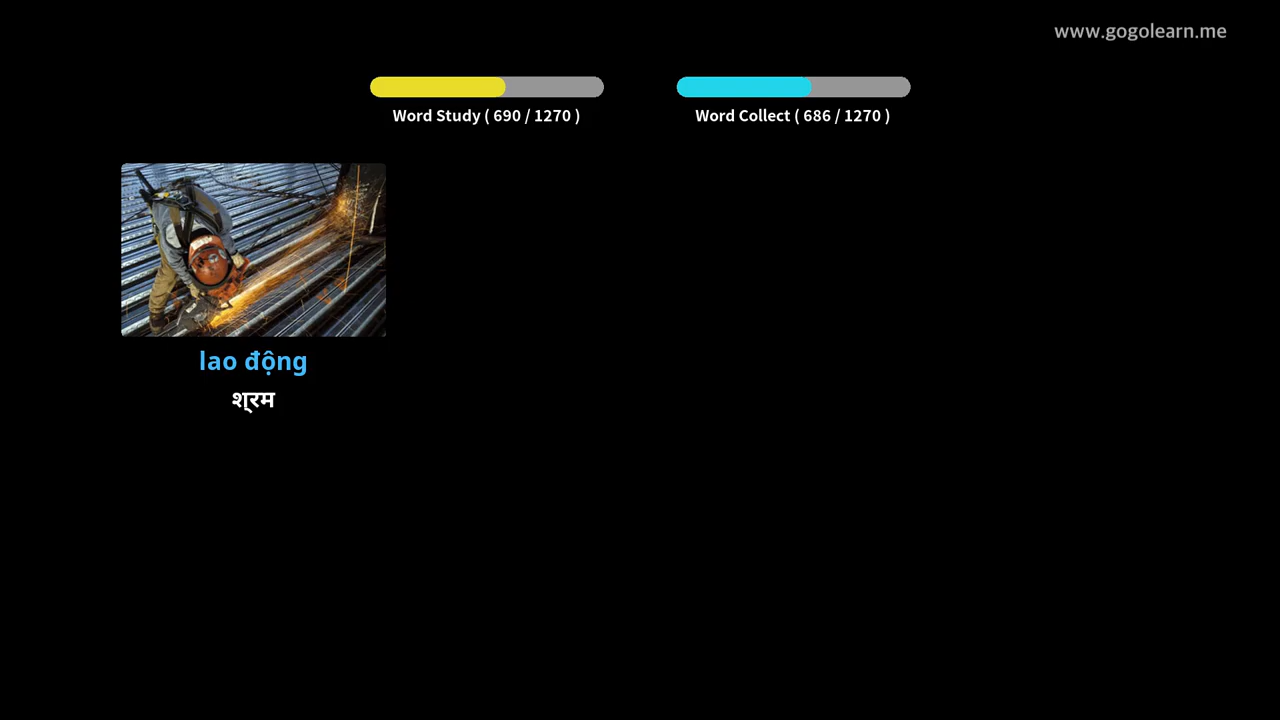 www.gogolearn.me
Word Study ( 690 / 1270 )
Word Collect ( 686 / 1270 )
lao động
श्रम